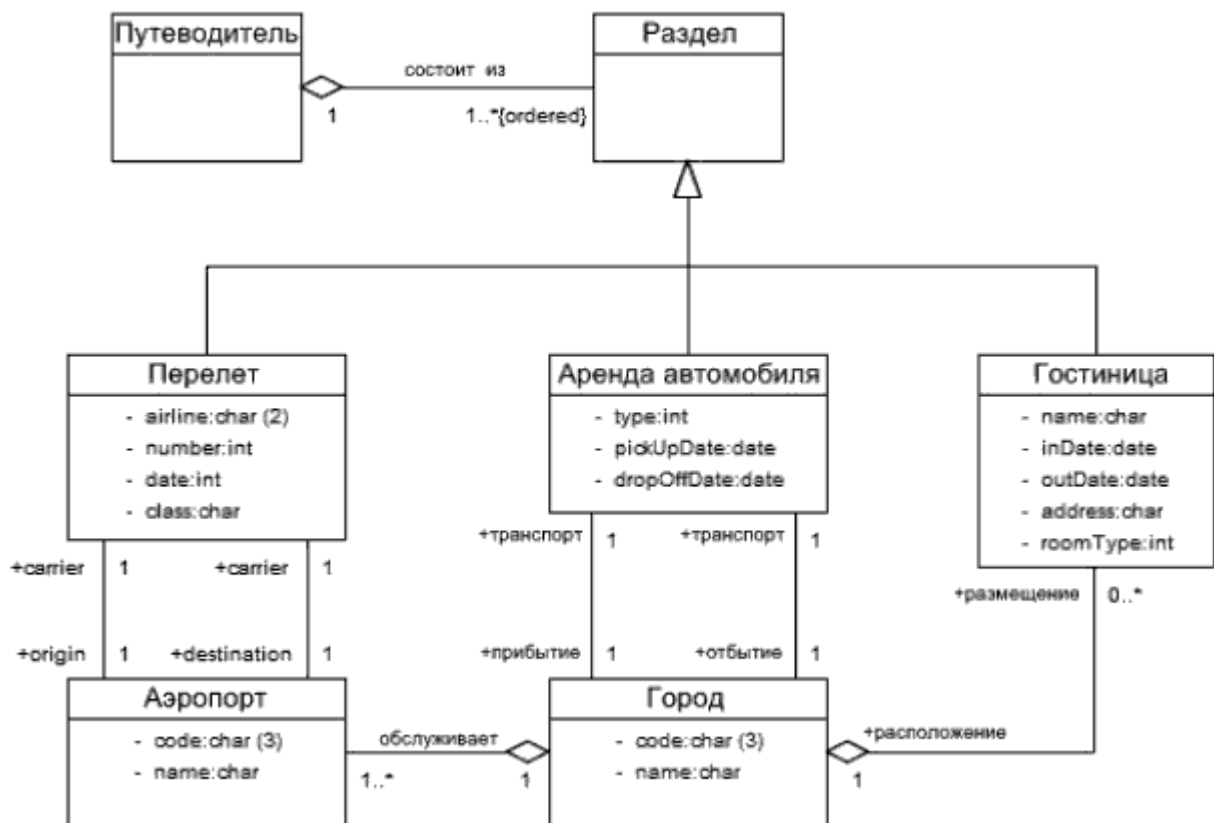 Путеводитель
Раздел
состоит из
1
1..*{ordered}
Перелет
- airline:char (2)
- number:int
- date:int
- class:char
Аренда автомобиля
- type:int
- pickUpDate:date
- dropOffDate:date
Гостиница
- name:char
- inDate:date
- outDate:date
- address:char
- roomType:int
+carrier 1
+carrier 1
+транспорт 1
+транспорт 1
+размещение 0..*
+origin 1
+destination 1
+прибытие 1
+отбытие 1
Аэропорт
- code:char (3)
- name:char
обслуживает
1..*
1
Город
- code:char (3)
- name:char
+расположение
1